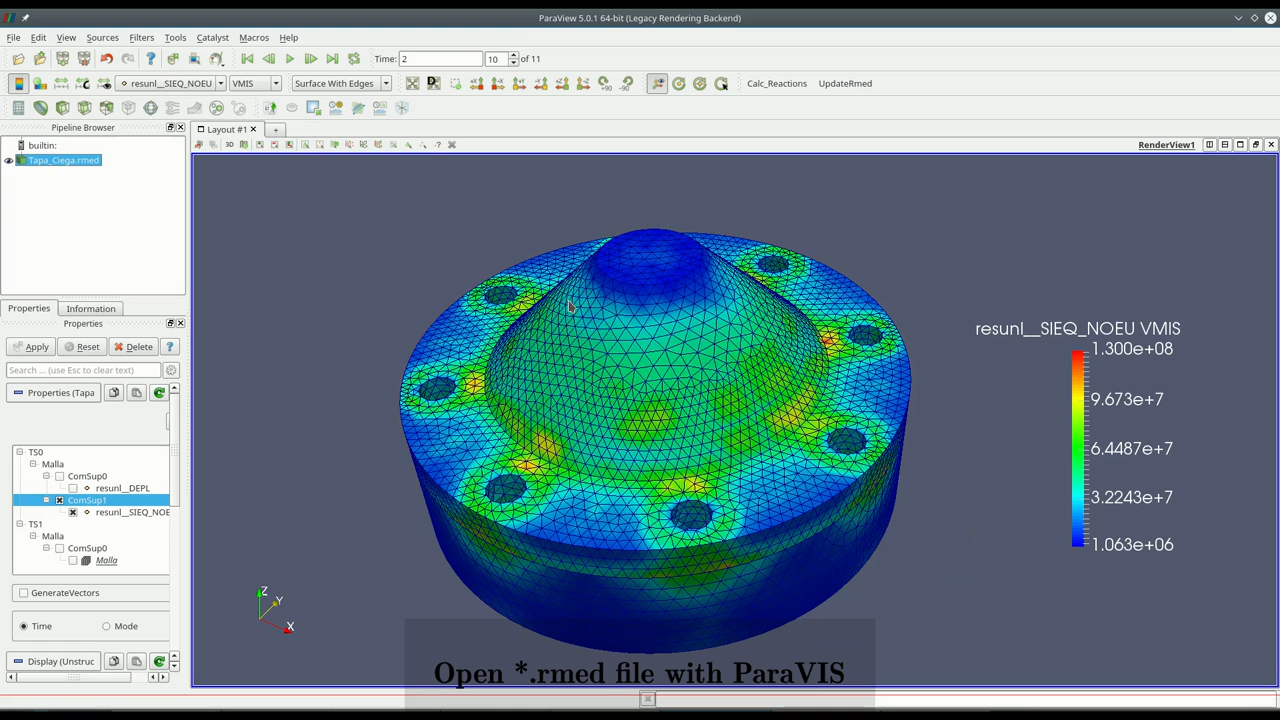 ParaView 5.0.1 64-bit (Legacy Rendering Backend)
File Edit View Sources Filters Tools Catalyst Macros Help
Time: 2 10 of 11
resunl__SIEQ_NOEU VMIS Surface With Edges +90 -90 Calc_Reactions UpdateRmed
Pipeline Browser
Layout #1
builtin:
3D
RenderView1
Tapa_Ciega.rmed
Properties Information
Properties
Apply Reset Delete ?
Search ... (use Esc to clear text)
Properties (Tapa
TS0
Malla
ComSup0
resunl__DEPL
ComSup1
resunl__SIEQ_NOE
TS1
Malla
ComSup0
Malla
GenerateVectors
Time Mode
Display (Unstruc
resunl__SIEQ_NOEU VMIS
1.300e+08
9.673e+7
6.4487e+7
3.2243e+7
1.063e+06
Z
Y
X
Open *.rmed file with ParaVIS